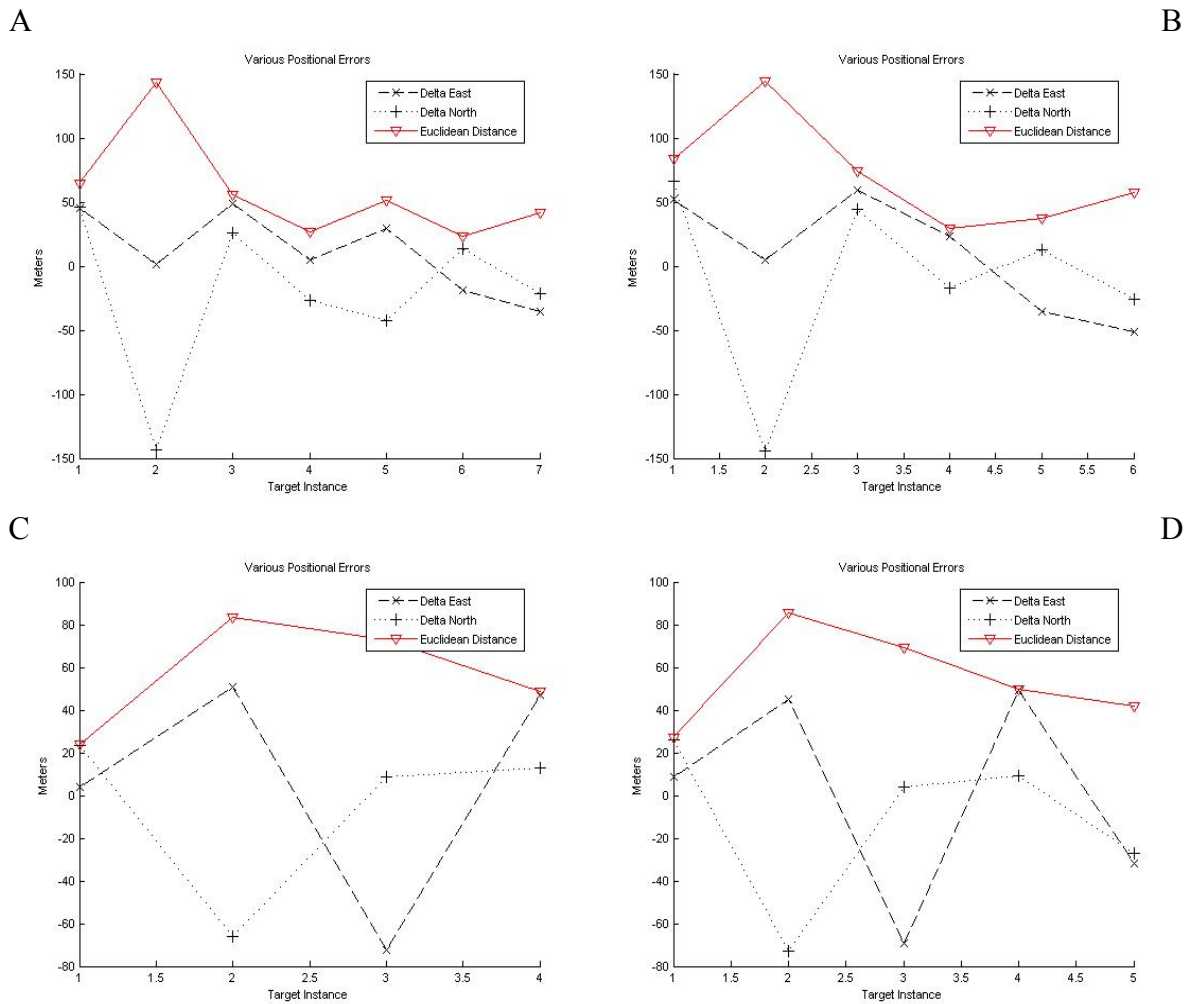 A
B
Various Positional Errors
150
100
50
0
-50
-100
-150
Meters
Delta East
Delta North
Euclidean Distance
1 2 3 4 5 6 7
Target Instance
Various Positional Errors
150
100
50
0
-50
-100
-150
Meters
Delta East
Delta North
Euclidean Distance
1 1.5 2 2.5 3 3.5 4 4.5 5 5.5 6
Target Instance
C
D
Various Positional Errors
100
80
60
40
20
0
-20
-40
-60
-80
Meters
Delta East
Delta North
Euclidean Distance
1 1.5 2 2.5 3 3.5 4
Target Instance
Various Positional Errors
100
80
60
40
20
0
-20
-40
-60
-80
Meters
Delta East
Delta North
Euclidean Distance
1 1.5 2 2.5 3 3.5 4 4.5 5
Target Instance